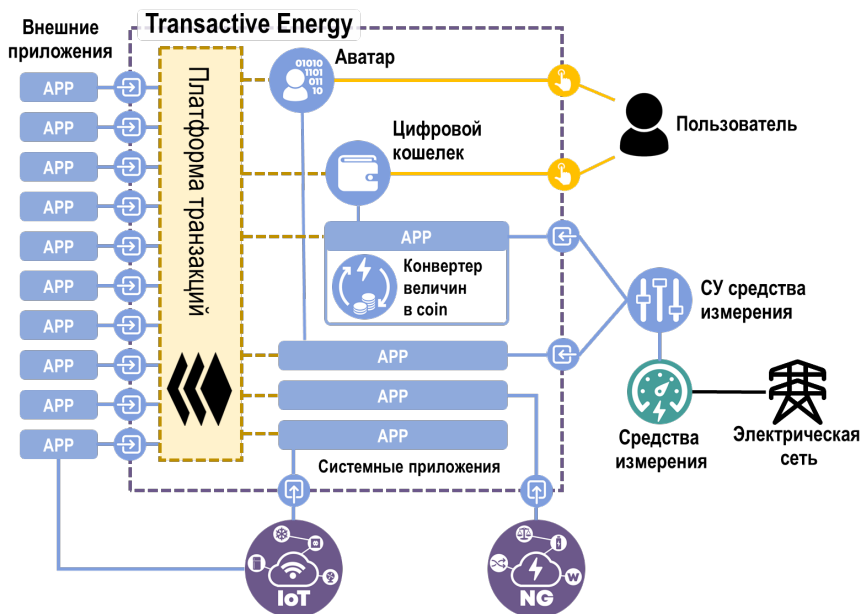 Transactive Energy
Внешние
приложения
APP
APP
APP
APP
APP
APP
APP
APP
APP
APP
Платформа транзакций
01010
1101
011
10
Аватар
Цифровой
кошелек
APP
Конвертер
величин
в coin
APP
APP
APP
Системные приложения
Пользователь
СУ средства
измерения
Средства
измерения
Электрическая
сеть
IoT
NG
W